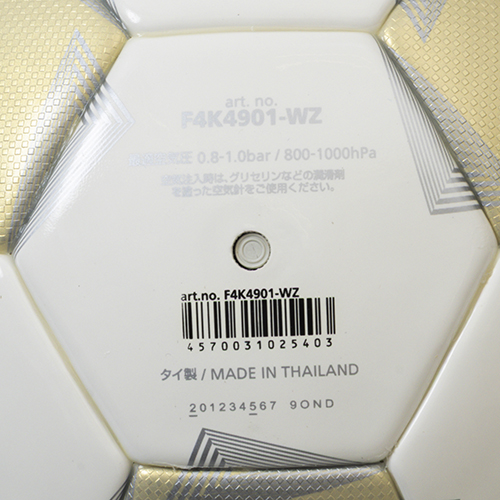 art. no.
F4K4901-WZ
0.8-1.0bar / 800-1000hPa
空気注入時は、グリセリンなどの潤滑剤
を塗った空気針をご使用ください。
art.no. F4K4901-WZ
4570031025403
タイ製 / MADE IN THAILAND
201234567 9OND